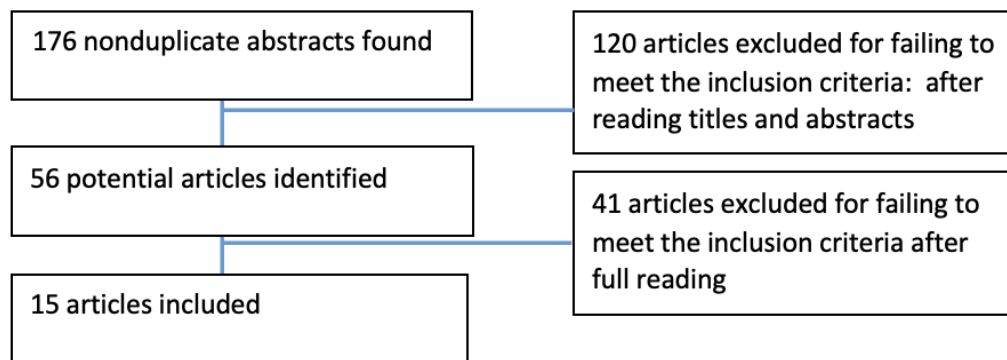 176 nonduplicate abstracts found
120 articles excluded for failing to
meet the inclusion criteria:  after
reading titles and abstracts
56 potential articles identified
41 articles excluded for failing to
meet the inclusion criteria after
full reading
15 articles included